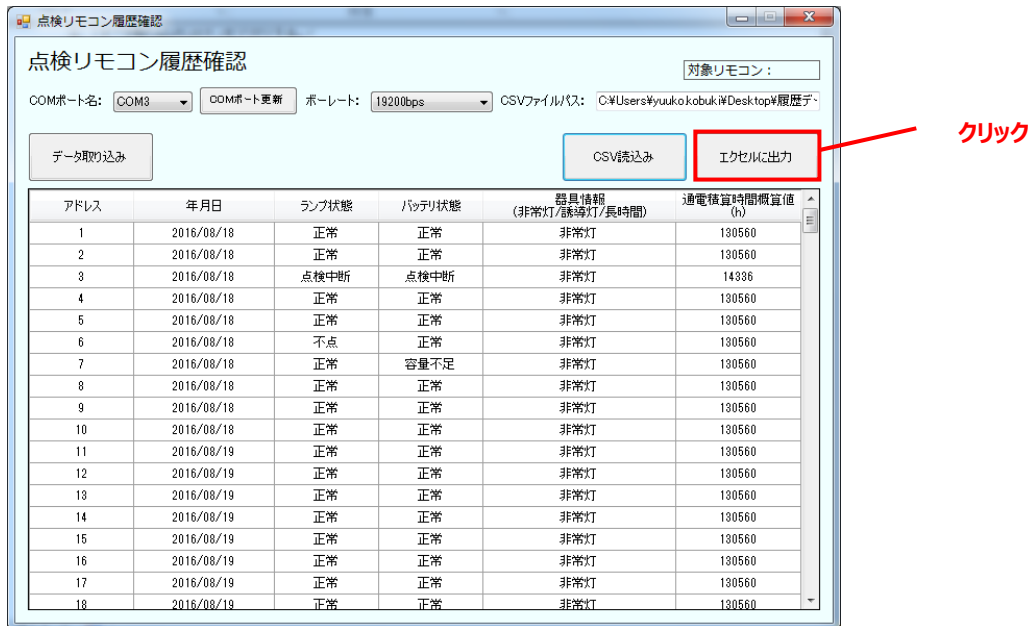 点検リモコン履歴確認
点検リモコン履歴確認
対象リモコン：
COMポート名： COM3 COMポート更新 ボーレート： 19200bps CSVファイルパス： C:¥Users¥yuuko.kobuki¥Desktop¥履歴デ
クリック
データ取り込み CSV読込み エクセルに出力
アドレス 年月日 ランプ状態 バッテリ状態 器具情報 (非常灯/誘導灯/長時間) 通電積算時間概算値 (h)
1 2016/08/18 正常 正常 非常灯 130560
2 2016/08/18 正常 正常 非常灯 130560
3 2016/08/18 点検中断 点検中断 非常灯 14336
4 2016/08/18 正常 正常 非常灯 130560
5 2016/08/18 正常 正常 非常灯 130560
6 2016/08/18 不点 正常 非常灯 130560
7 2016/08/18 正常 容量不足 非常灯 130560
8 2016/08/18 正常 正常 非常灯 130560
9 2016/08/18 正常 正常 非常灯 130560
10 2016/08/18 正常 正常 非常灯 130560
11 2016/08/19 正常 正常 非常灯 130560
12 2016/08/19 正常 正常 非常灯 130560
13 2016/08/19 正常 正常 非常灯 130560
14 2016/08/19 正常 正常 非常灯 130560
15 2016/08/19 正常 正常 非常灯 130560
16 2016/08/19 正常 正常 非常灯 130560
17 2016/08/19 正常 正常 非常灯 130560
18 2016/08/19 正常 正常 非常灯 130560